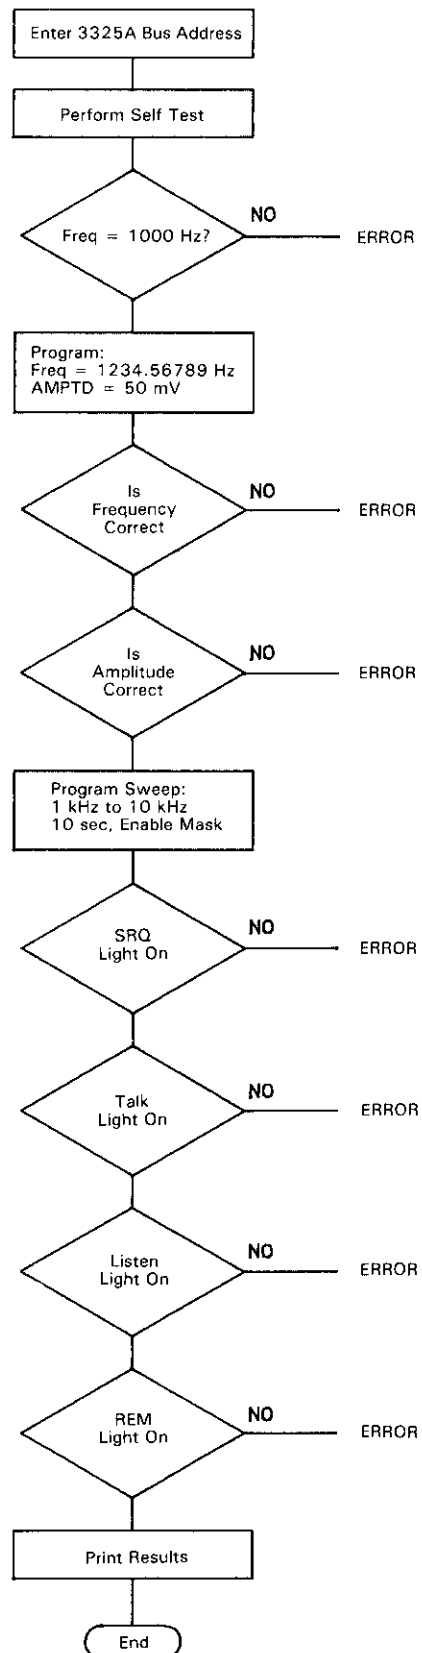 Enter 3325A Bus Address
Perform Self Test
Freq = 1000 Hz?
NO
ERROR
Program:
Freq = 1234.56789 Hz
AMPTD = 50 mV
Is
Frequency
Correct
NO
ERROR
Is
Amplitude
Correct
NO
ERROR
Program Sweep:
1 kHz to 10 kHz
10 sec, Enable Mask
SRQ
Light On
NO
ERROR
Talk
Light On
NO
ERROR
Listen
Light On
NO
ERROR
REM
Light On
NO
ERROR
Print Results
End